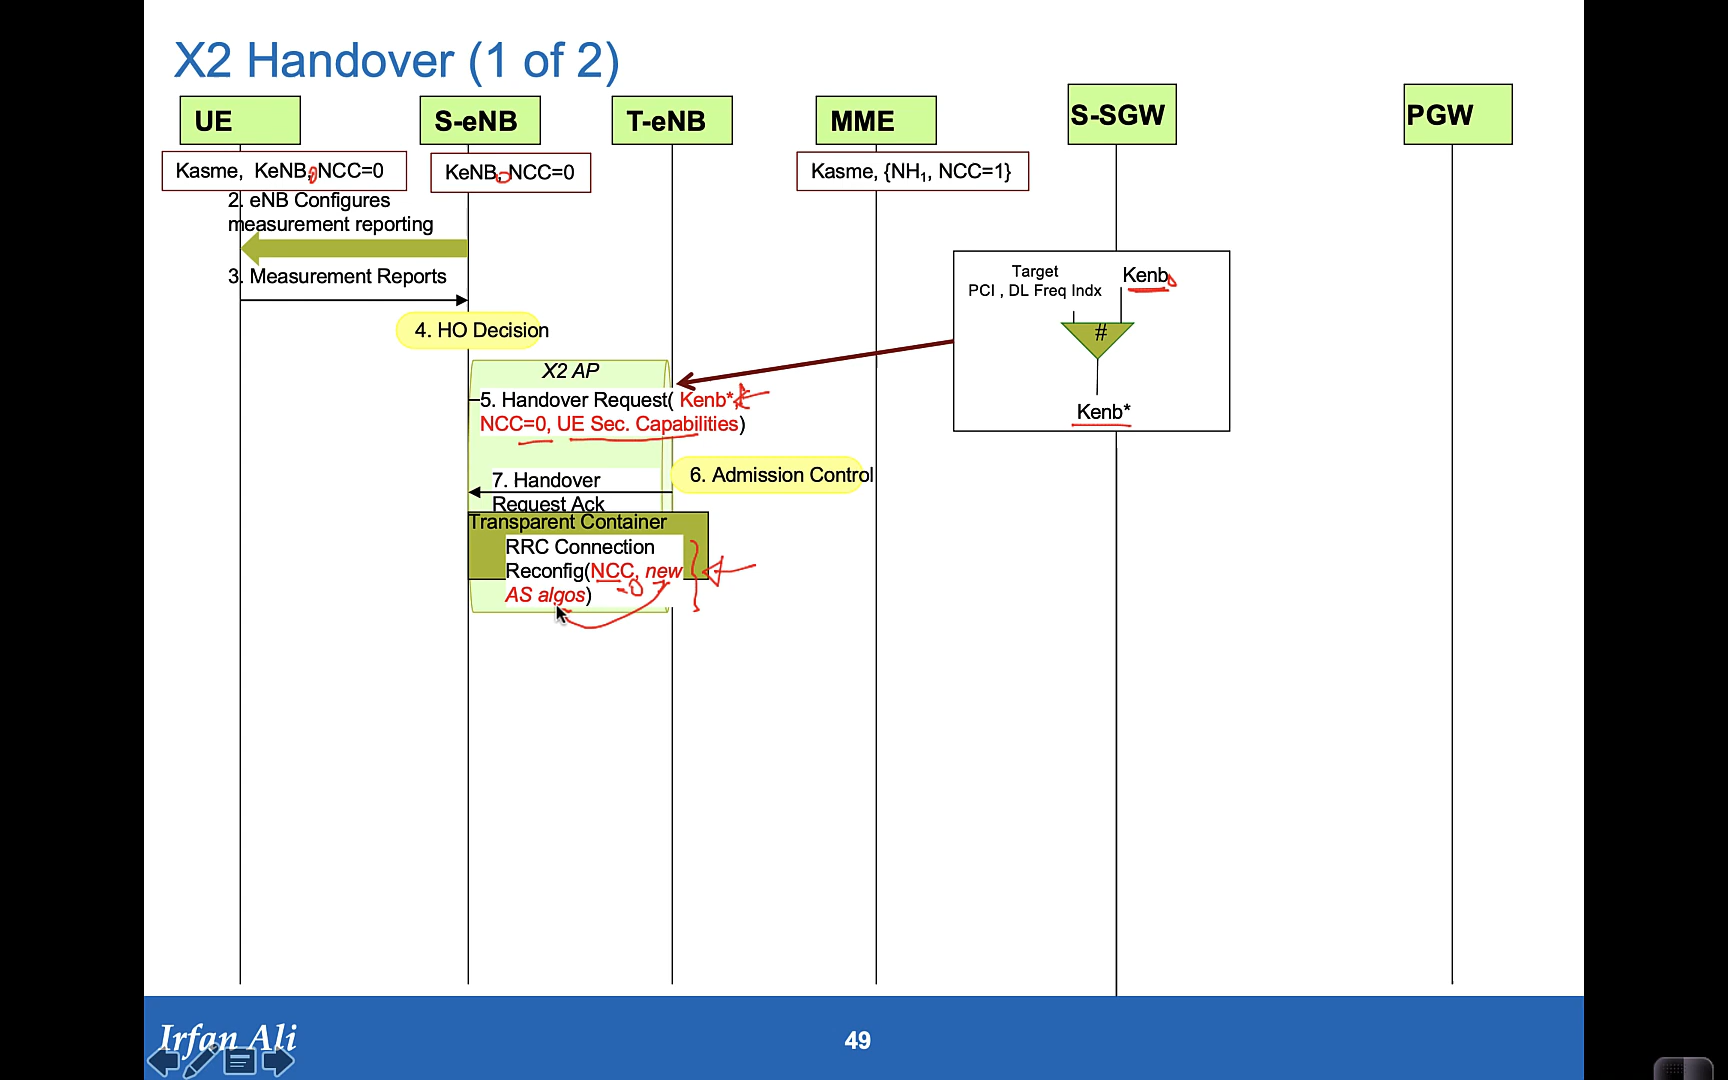 X2 Handover (1 of 2)
UE
S-eNB
T-eNB
MME
S-SGW
PGW
Kasme, KeNB, NCC=0
KeNB, NCC=0
Kasme, {NH1, NCC=1}
2. eNB Configures
measurement reporting
3. Measurement Reports
4. HO Decision
Target
PCI , DL Freq Indx
Kenb
#
Kenb*
X2 AP
5. Handover Request( Kenb*,
NCC=0, UE Sec. Capabilities)
6. Admission Control
7. Handover
Request Ack
Transparent Container
RRC Connection
Reconfig(NCC, new
AS algos)
Irfan Ali
49